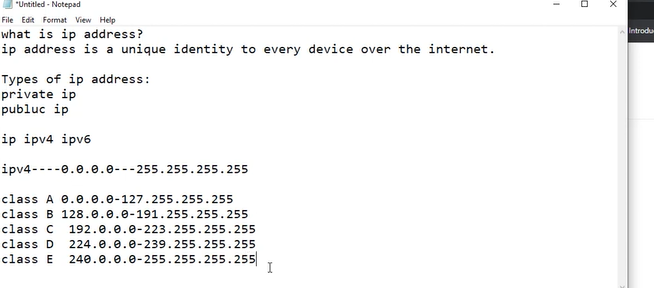 *Untitled - Notepad
File Edit Format View Help
what is ip address?
ip address is a unique identity to every device over the internet.
Types of ip address:
private ip
publuc ip
ip ipv4 ipv6
ipv4----0.0.0.0---255.255.255.255
class A 0.0.0.0-127.255.255.255
class B 128.0.0.0-191.255.255.255
class C  192.0.0.0-223.255.255.255
class D  224.0.0.0-239.255.255.255
class E  240.0.0.0-255.255.255.255